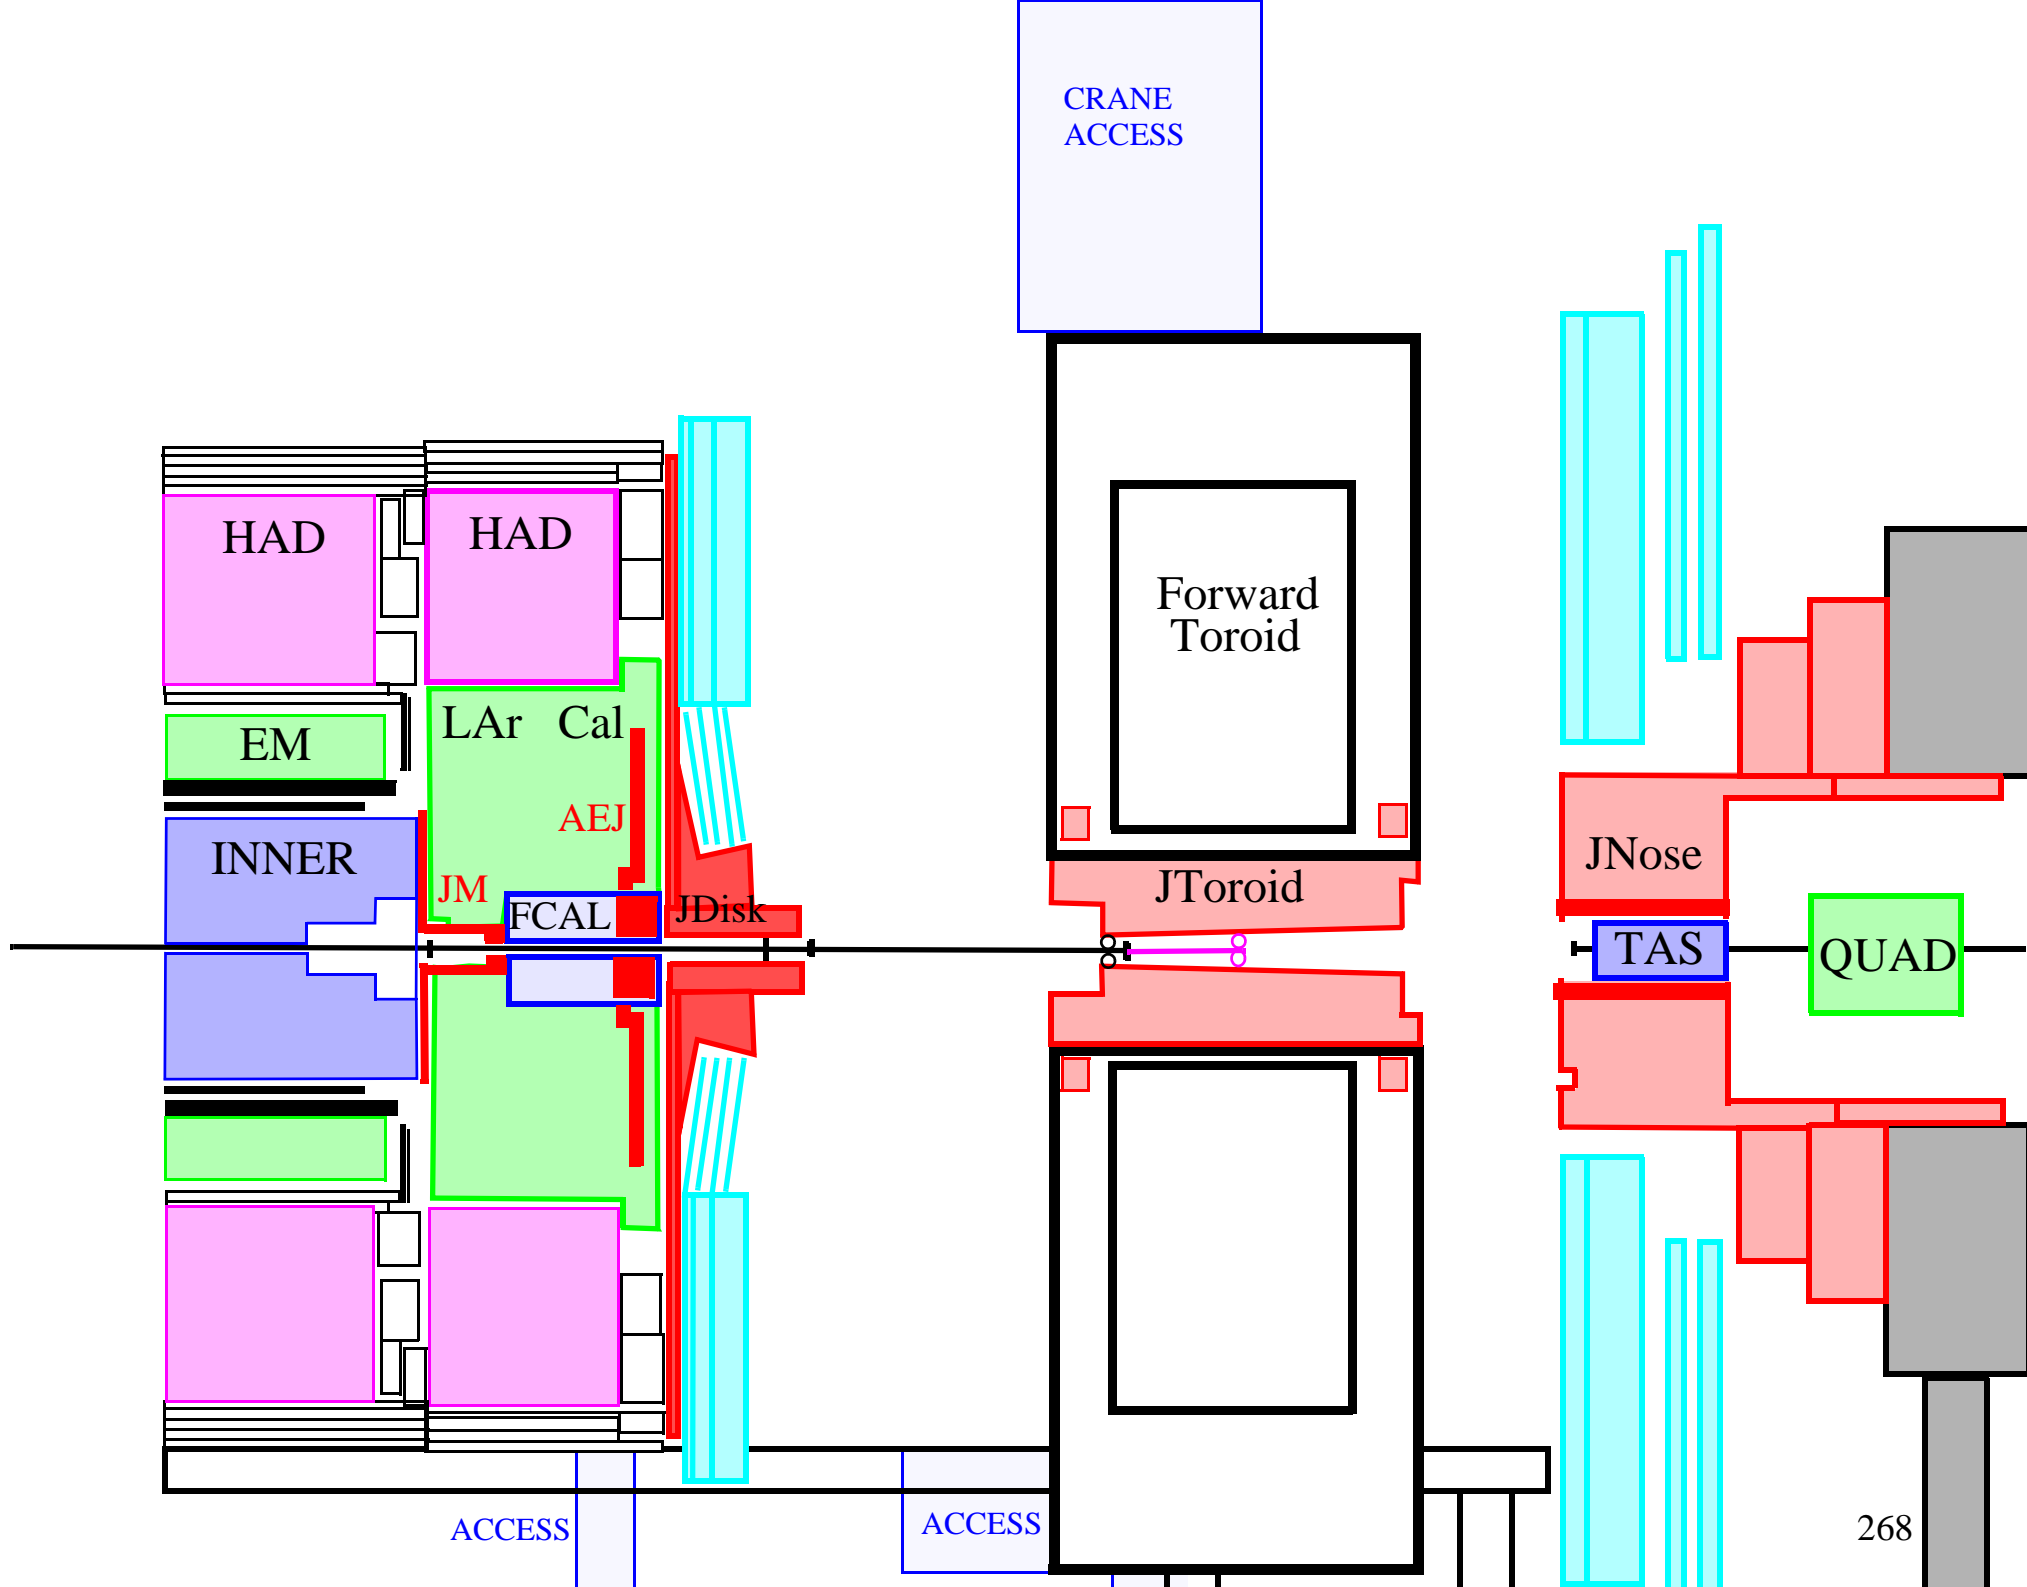 CRANE
ACCESS
HAD
HAD
Forward
Toroid
LAr Cal
EM
AEJ
INNER
JM
FCAL
JDisk
JToroid
JNose
TAS
QUAD
ACCESS
ACCESS
268